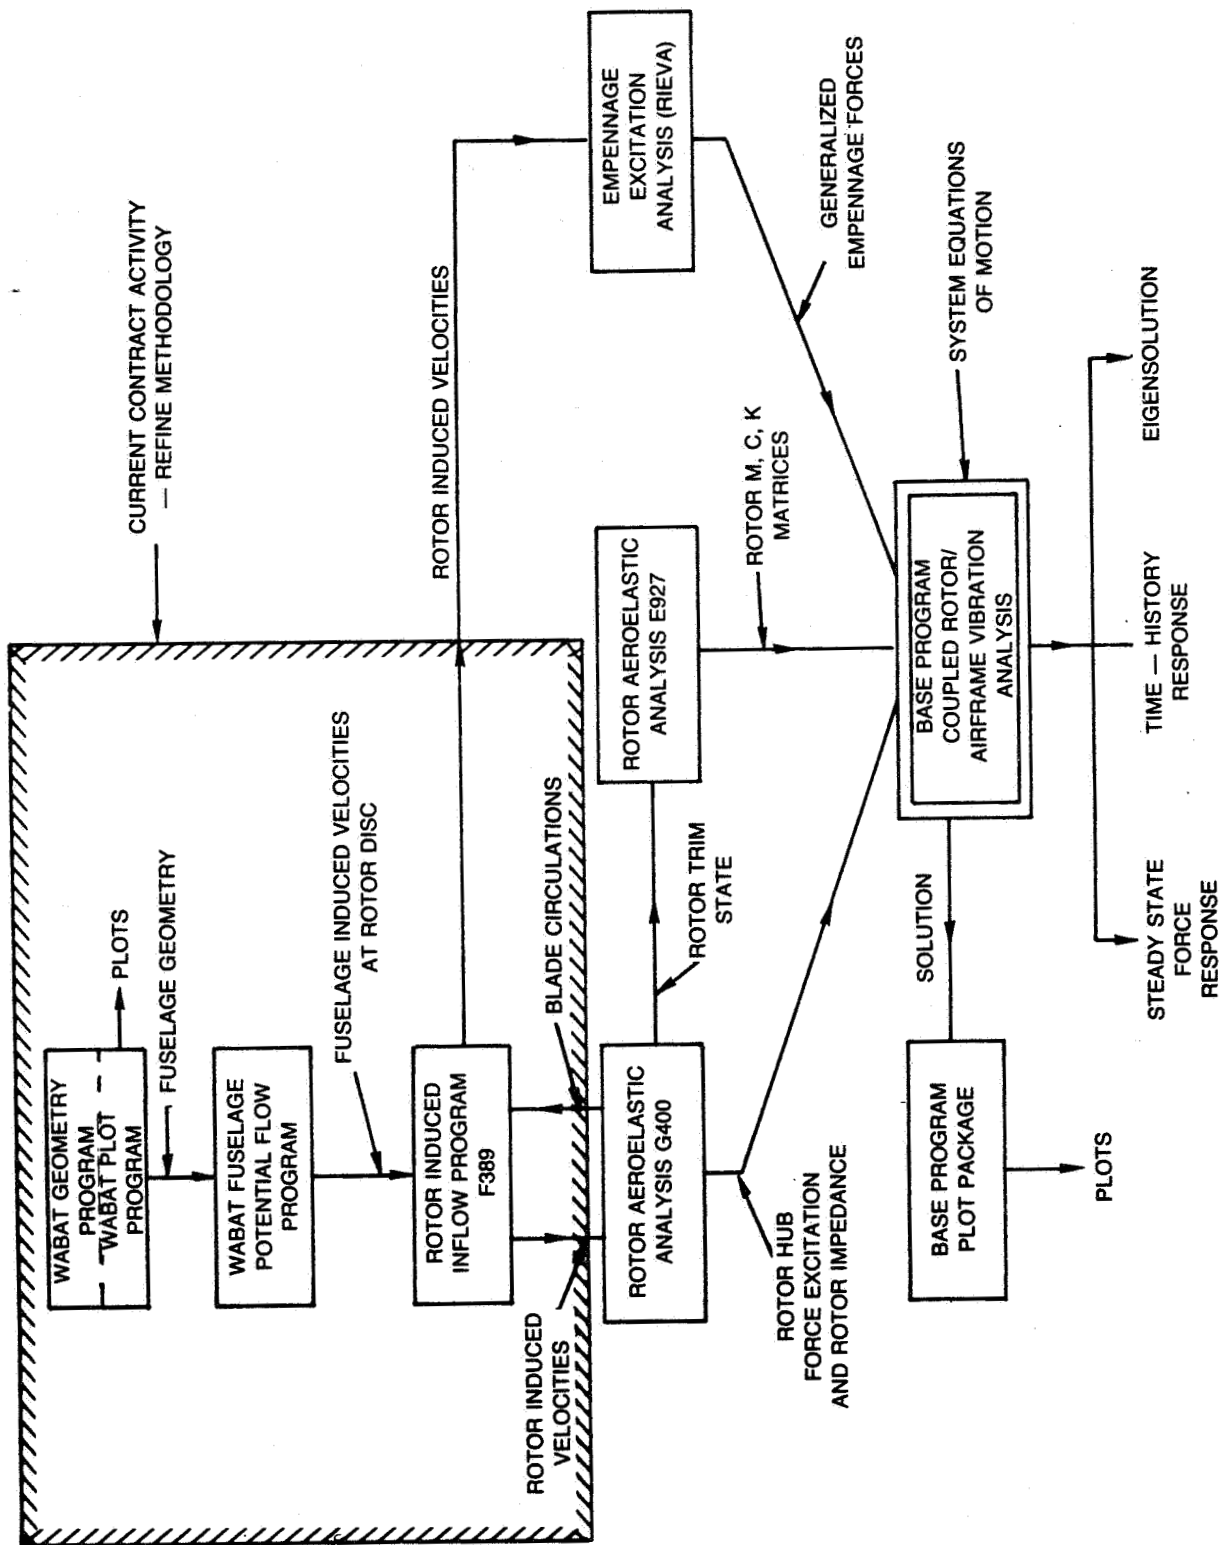 CURRENT CONTRACT ACTIVITY
— REFINE METHODOLOGY
WABAT GEOMETRY
PROGRAM
WABAT PLOT
PROGRAM
PLOTS
FUSELAGE GEOMETRY
WABAT FUSELAGE
POTENTIAL FLOW
PROGRAM
FUSELAGE INDUCED VELOCITIES
AT ROTOR DISC
ROTOR INDUCED
INFLOW PROGRAM
F389
ROTOR INDUCED VELOCITIES
ROTOR INDUCED
VELOCITIES
BLADE CIRCULATIONS
ROTOR AEROELASTIC
ANALYSIS G400
ROTOR TRIM
STATE
ROTOR AEROELASTIC
ANALYSIS E927
EMPENNAGE
EXCITATION
ANALYSIS (RIEVA)
ROTOR HUB
FORCE EXCITATION
AND ROTOR IMPEDANCE
ROTOR M, C, K
MATRICES
GENERALIZED
EMPENNAGE FORCES
BASE PROGRAM
COUPLED ROTOR/
AIRFRAME VIBRATION
ANALYSIS
SYSTEM EQUATIONS
OF MOTION
SOLUTION
BASE PROGRAM
PLOT PACKAGE
PLOTS
STEADY STATE
FORCE
RESPONSE
TIME — HISTORY
RESPONSE
EIGENSOLUTION